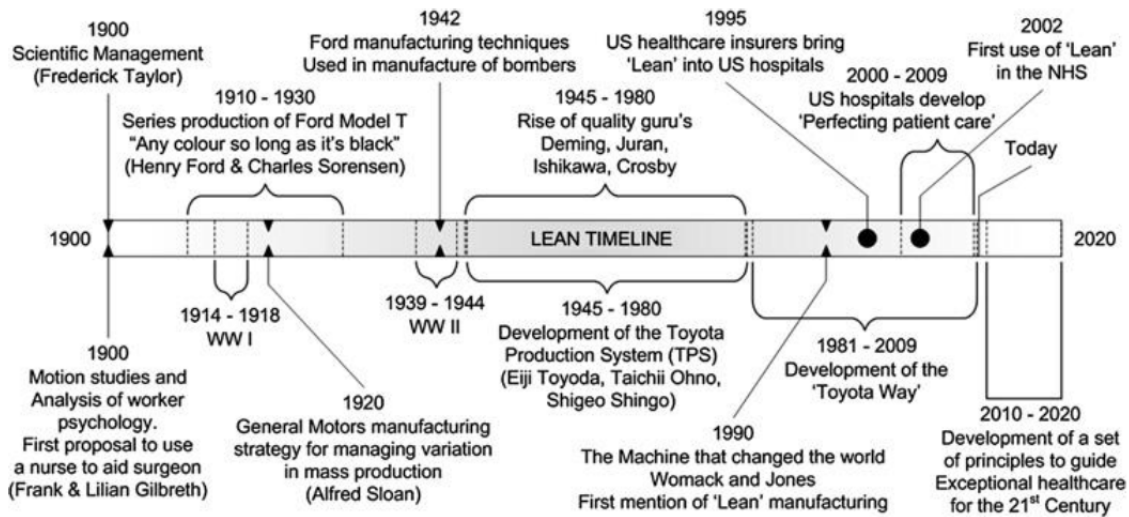 1900
Scientific Management
(Frederick Taylor)
1910 - 1930
Series production of Ford Model T
“Any colour so long as it’s black”
(Henry Ford & Charles Sorensen)
1942
Ford manufacturing techniques
Used in manufacture of bombers
1945 - 1980
Rise of quality guru’s
Deming, Juran,
Ishikawa, Crosby
1995
US healthcare insurers bring
‘Lean’ into US hospitals
2000 - 2009
US hospitals develop
‘Perfecting patient care’
2002
First use of ‘Lean’
in the NHS
Today
1900
LEAN TIMELINE
2020
1900
Motion studies and
Analysis of worker
psychology.
First proposal to use
a nurse to aid surgeon
(Frank & Lilian Gilbreth)
1914 - 1918
WW I
1920
General Motors manufacturing
strategy for managing variation
in mass production
(Alfred Sloan)
1939 - 1944
WW II
1945 - 1980
Development of the Toyota
Production System (TPS)
(Eiji Toyoda, Taichii Ohno,
Shigeo Shingo)
1990
The Machine that changed the world
Womack and Jones
First mention of ‘Lean’ manufacturing
1981 - 2009
Development of the
‘Toyota Way’
2010 - 2020
Development of a set
of principles to guide
Exceptional healthcare
for the 21st Century